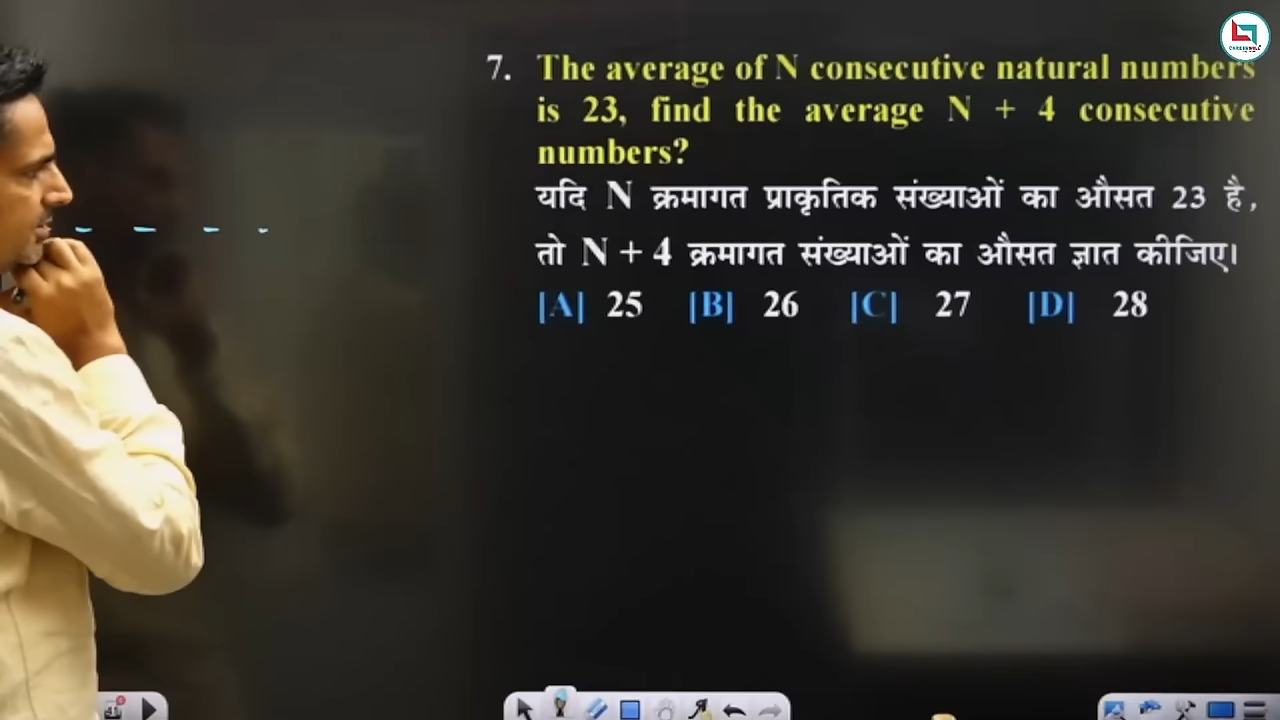 7. The average of N consecutive natural numbers
is 23, find the average N + 4 consecutive
numbers?
यदि N क्रमागत प्राकृतिक संख्याओं का औसत 23 है,
तो N + 4 क्रमागत संख्याओं का औसत ज्ञात कीजिए।
[A] 25 [B] 26 [C] 27 [D] 28